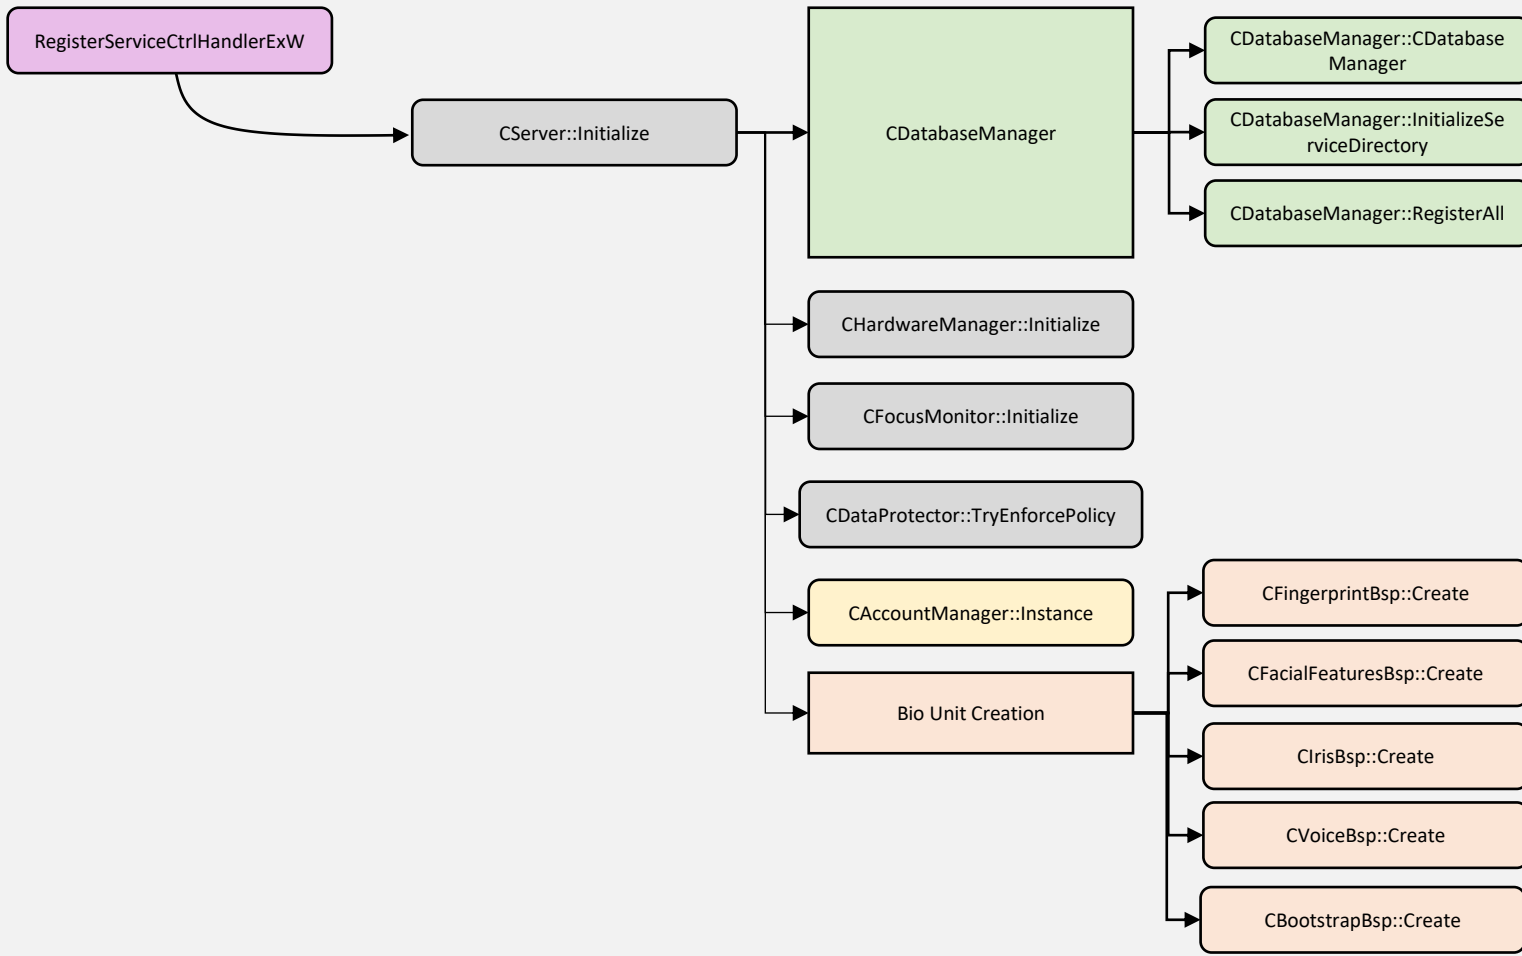 RegisterServiceCtrlHandlerExW
CServer::Initialize
CDatabaseManager
CDatabaseManager::CDatabase
Manager
CDatabaseManager::InitializeSe
rviceDirectory
CDatabaseManager::RegisterAll
CHardwareManager::Initialize
CFocusMonitor::Initialize
CDataProtector::TryEnforcePolicy
CAccountManager::Instance
Bio Unit Creation
CFingerprintBsp::Create
CFacialFeaturesBsp::Create
CIrisBsp::Create
CVoiceBsp::Create
CBootstrapBsp::Create